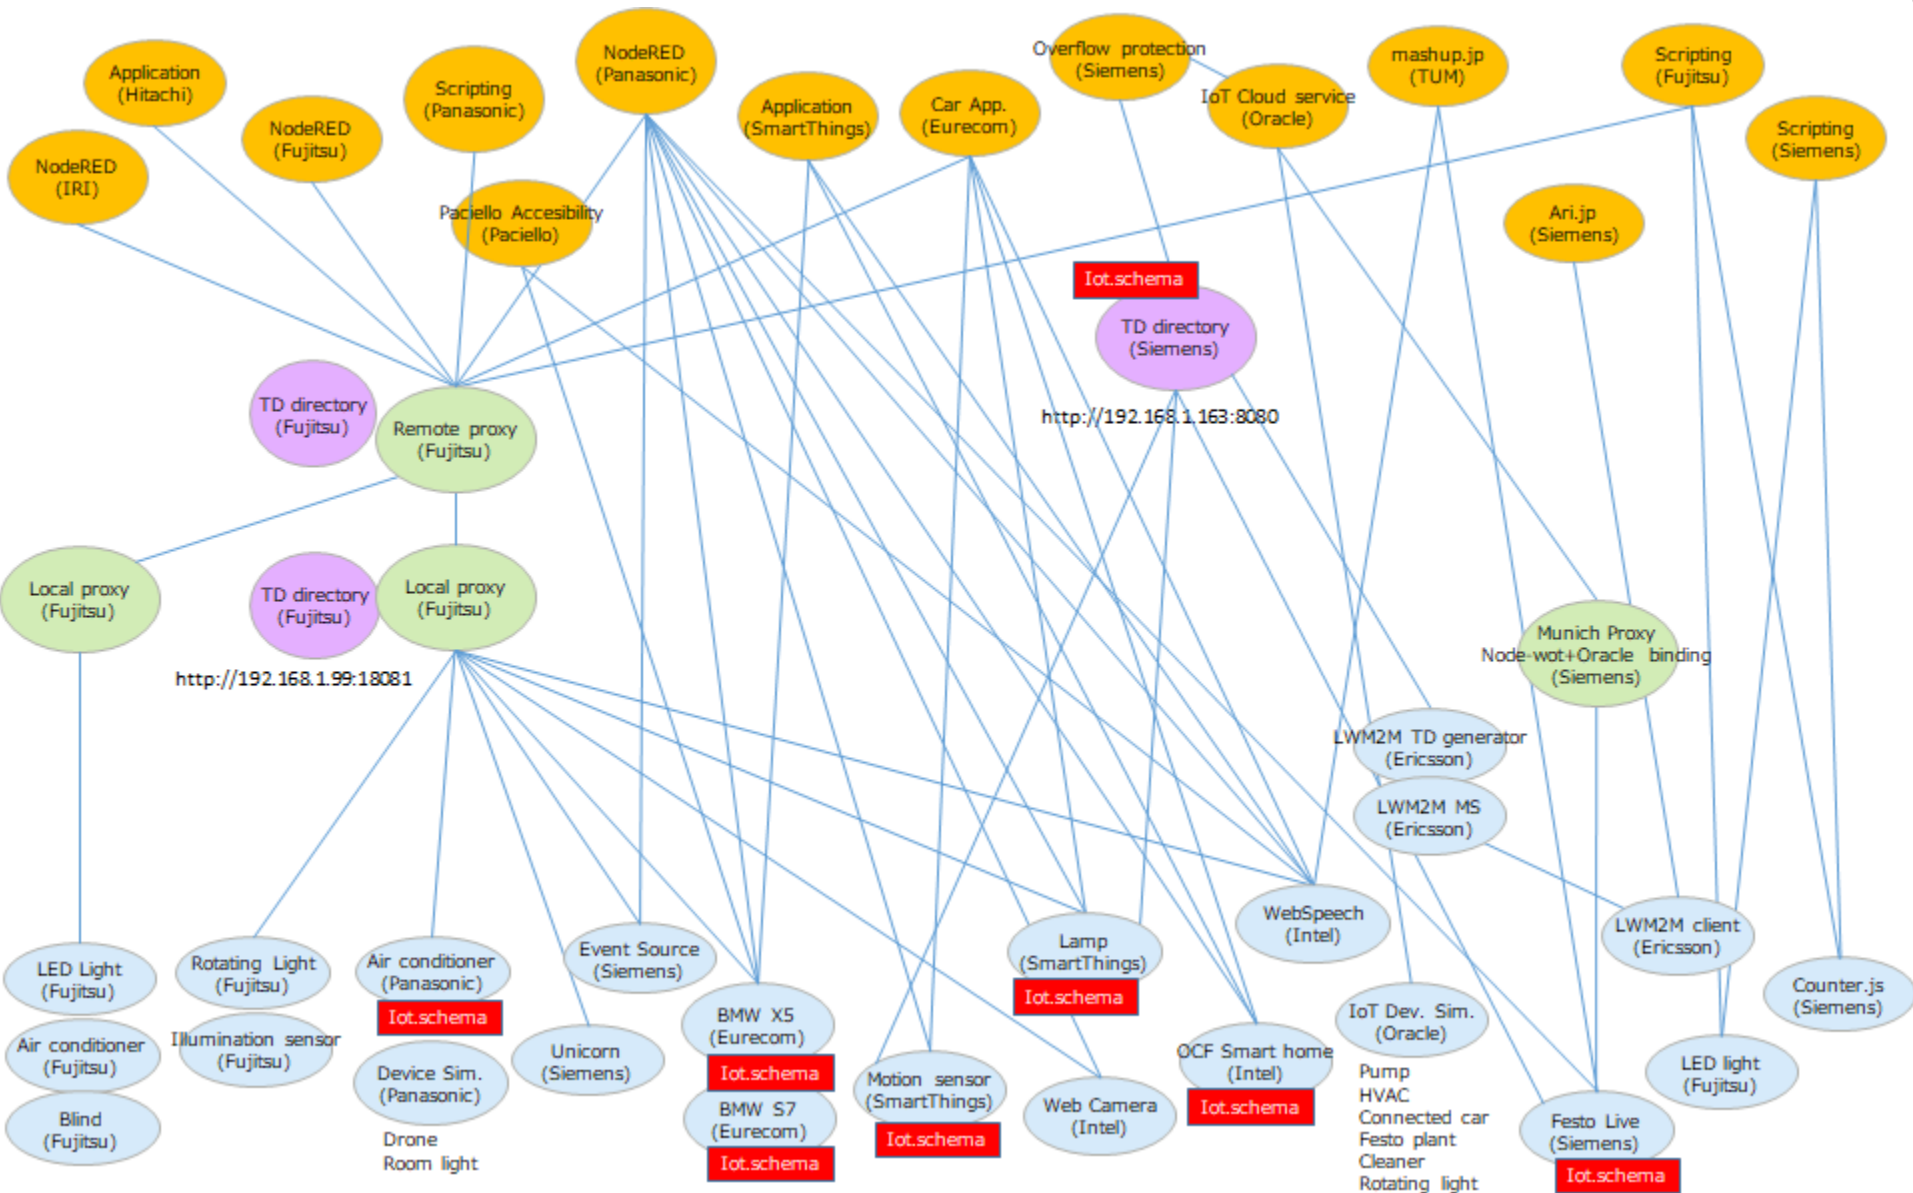 NodeRED
(Panasonic)
Overflow protection
(Siemens)
mashup.jp
(TUM)
Scripting
(Fujitsu)
Application
(Hitachi)
Scripting
(Panasonic)
Application
(SmartThings)
Car App.
(Eurecom)
IoT Cloud service
(Oracle)
NodeRED
(Fujitsu)
Scripting
(Siemens)
NodeRED
(IRI)
Paciello Accesibility
(Paciello)
Ari.jp
(Siemens)
Iot.schema
TD directory
(Siemens)
http://192.168.1.163:8080
TD directory
(Fujitsu)
Remote proxy
(Fujitsu)
Local proxy
(Fujitsu)
TD directory
(Fujitsu)
Local proxy
(Fujitsu)
http://192.168.1.99:18081
Munich Proxy
Node-wot+Oracle binding
(Siemens)
LWM2M TD generator
(Ericsson)
LWM2M MS
(Ericsson)
LED Light
(Fujitsu)
Air conditioner
(Fujitsu)
Blind
(Fujitsu)
Rotating Light
(Fujitsu)
Illumination sensor
(Fujitsu)
Air conditioner
(Panasonic)
Iot.schema
Device Sim.
(Panasonic)
Drone
Room light
Event Source
(Siemens)
Unicorn
(Siemens)
BMW X5
(Eurecom)
Iot.schema
BMW S7
(Eurecom)
Iot.schema
Motion sensor
(SmartThings)
Iot.schema
Lamp
(SmartThings)
Iot.schema
Web Camera
(Intel)
WebSpeech
(Intel)
OCF Smart home
(Intel)
Iot.schema
IoT Dev. Sim.
(Oracle)
Pump
HVAC
Connected car
Festo plant
Cleaner
Rotating light
LWM2M client
(Ericsson)
Festo Live
(Siemens)
Iot.schema
LED light
(Fujitsu)
Counter.js
(Siemens)